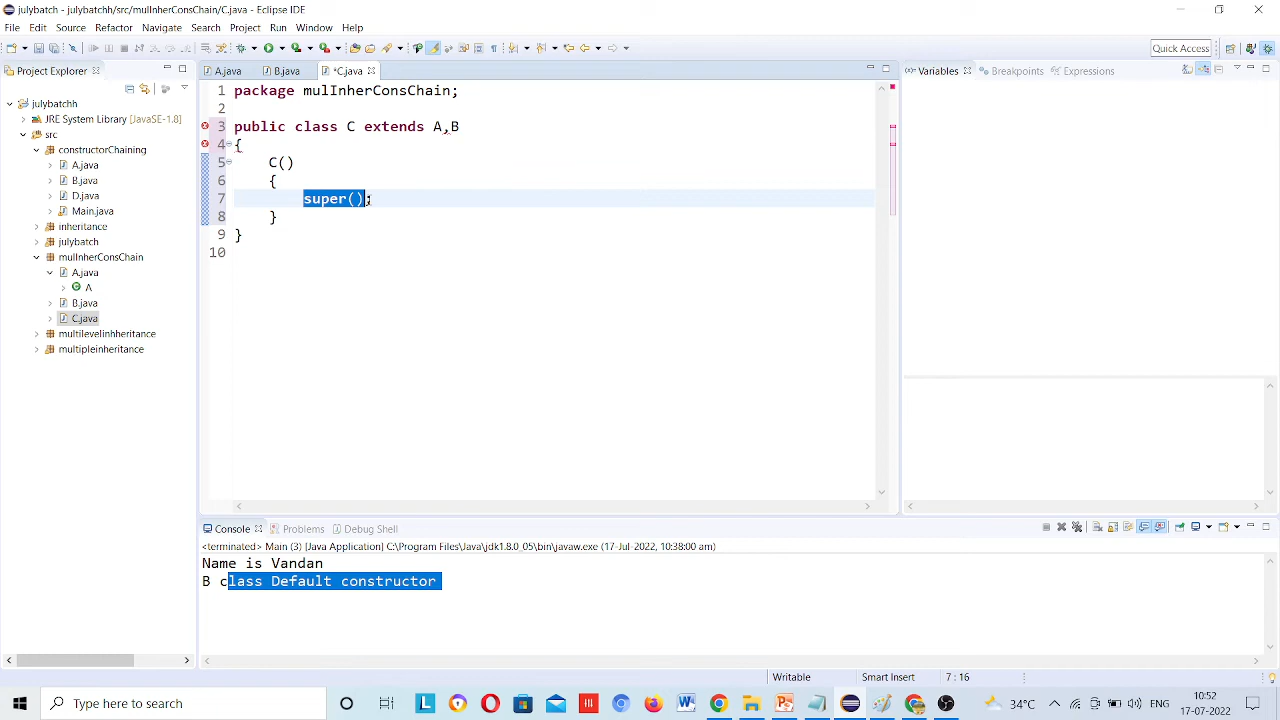 julybatch - julybatchh/src/mulInherConsChain/C.java - Eclipse IDE
File Edit Source Refactor Navigate Search Project Run Window Help
Quick Access
Project Explorer
A.java B.java *C.java
Variables Breakpoints Expressions
julybatchh
JRE System Library [JavaSE-1.8]
src
constructorChaining
A.java
B.java
D.java
Main.java
inheritance
julybatch
mulInherConsChain
A.java
A
B.java
C.java
multilevelinhheritance
multipleinheritance
1 package mulInherConsChain;
2
3 public class C extends A,B
4 {
5 C()
6 {
7 super();
8 }
9 }
10
Console Problems Debug Shell
<terminated> Main (3) [Java Application] C:\Program Files\Java\jdk1.8.0_05\bin\javaw.exe (17-Jul-2022, 10:38:00 am)
Name is Vandan
B class Default constructor
Writable Smart Insert 7 : 16
Type here to search
34°C ENG 10:52
17-07-2022